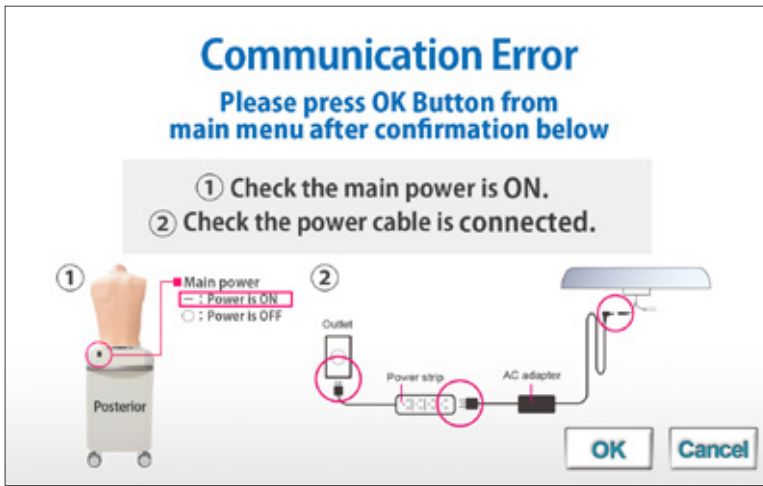 Communication Error
Please press OK Button from
main menu after confirmation below
① Check the main power is ON.
② Check the power cable is connected.
①
Main power
− : Power is ON
○ : Power is OFF
Posterior
②
Outlet
Power strip
AC adapter
OK
Cancel